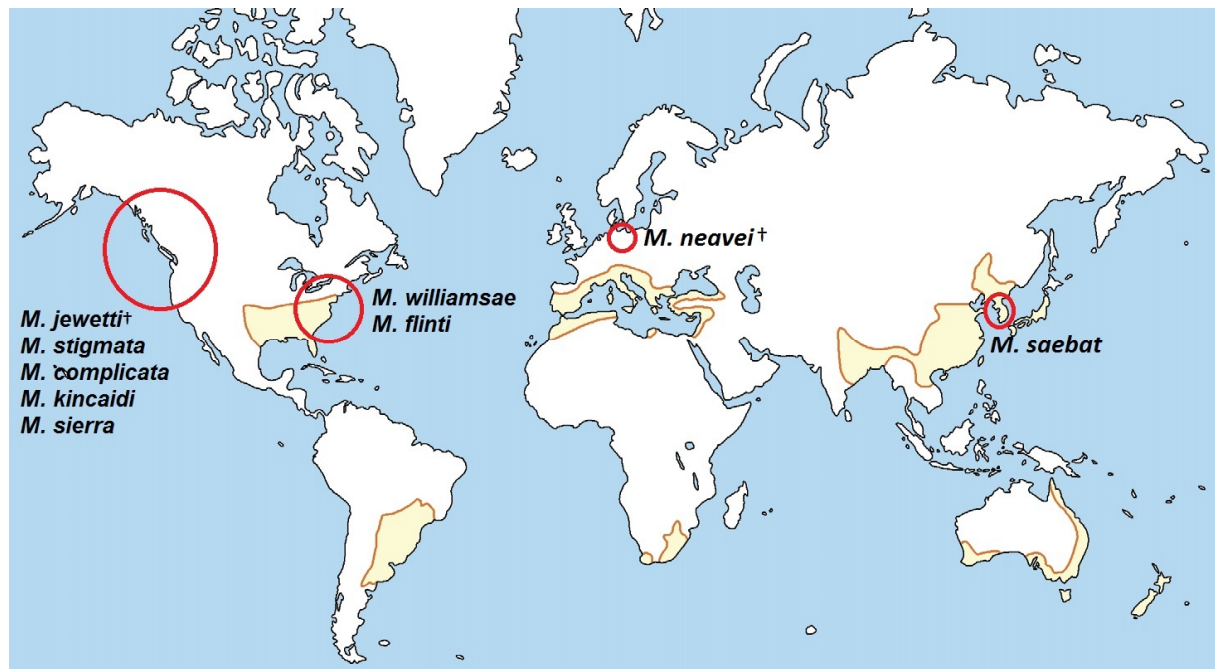 M. jewetti†
M. stigmata
M. complicata
M. kincaidi
M. sierra
M. williamsae
M. flinti
M. neavei †
M. saebat